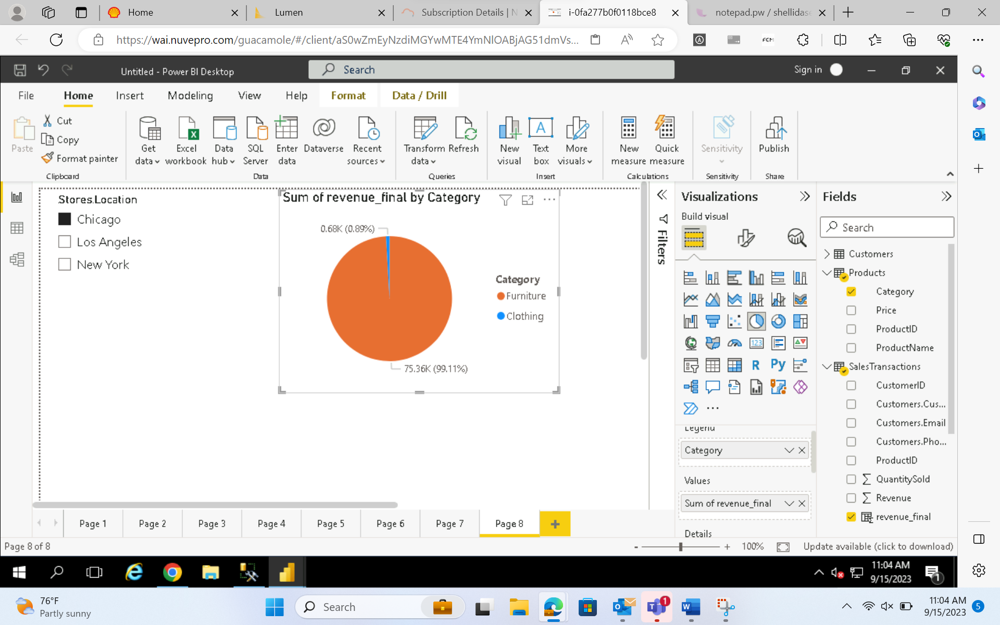 Home
Lumen
Subscription Details | N
i-0fa277b0f0118bce8
notepad.pw / shellidase
https://wai.nuvepro.com/guacamole/#/client/aS0wZmEyNzdiMGYwMTE4YmNlOABjAG51dmVs...
FCM
Untitled - Power BI Desktop
Search
Sign in
File
Home
Insert
Modeling
View
Help
Format
Data / Drill
Paste
Cut
Copy
Format painter
Clipboard
Get data
Excel workbook
Data hub
SQL Server
Enter data
Dataverse
Recent sources
Data
Transform data
Refresh
Queries
New visual
Text box
More visuals
Insert
New measure
Quick measure
Calculations
Sensitivity
Sensitivity
Publish
Share
Stores.Location
Chicago
Los Angeles
New York
Sum of revenue_final by Category
0.68K (0.89%)
75.36K (99.11%)
Category
Furniture
Clothing
Filters
Visualizations
Build visual
123
R
Py
Legend
Category
Values
Sum of revenue_final
Details
Fields
Search
Customers
Products
Category
Price
ProductID
ProductName
SalesTransactions
CustomerID
Customers.Cus...
Customers.Email
Customers.Pho...
ProductID
QuantitySold
Revenue
revenue_final
Page 1
Page 2
Page 3
Page 4
Page 5
Page 6
Page 7
Page 8
Page 8 of 8
- + 100%
Update available (click to download)
11:04 AM
9/15/2023
1
76°F
Partly sunny
Search
1
11:04 AM
9/15/2023
5